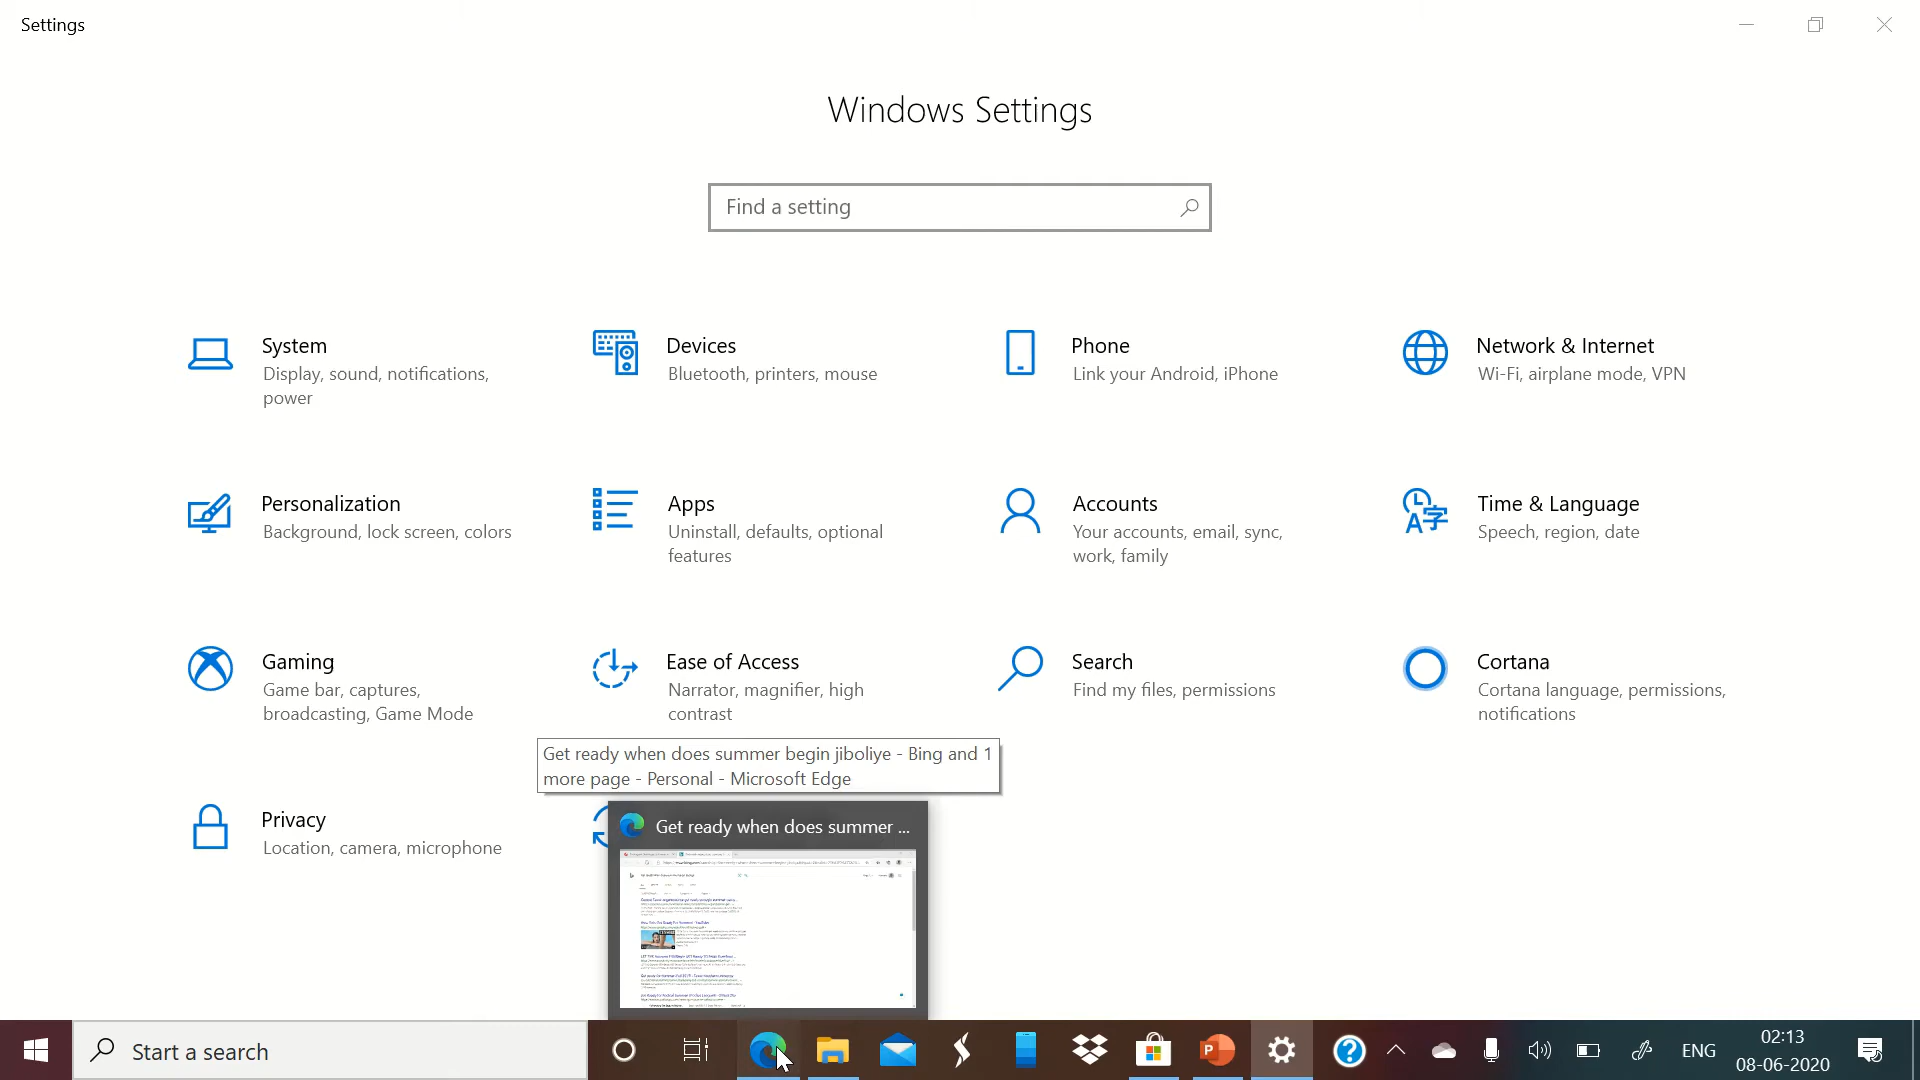 Settings
Windows Settings
Find a setting
System
Display, sound, notifications,
power
Devices
Bluetooth, printers, mouse
Phone
Link your Android, iPhone
Network & Internet
Wi-Fi, airplane mode, VPN
Personalization
Background, lock screen, colors
Apps
Uninstall, defaults, optional
features
Accounts
Your accounts, email, sync,
work, family
Time & Language
Speech, region, date
Gaming
Game bar, captures,
broadcasting, Game Mode
Ease of Access
Narrator, magnifier, high
contrast
Search
Find my files, permissions
Cortana
Cortana language, permissions,
notifications
Get ready when does summer begin jiboliye - Bing and 1
more page - Personal - Microsoft Edge
Privacy
Location, camera, microphone
Get ready when does summer ...
Start a search
ENG
02:13
08-06-2020